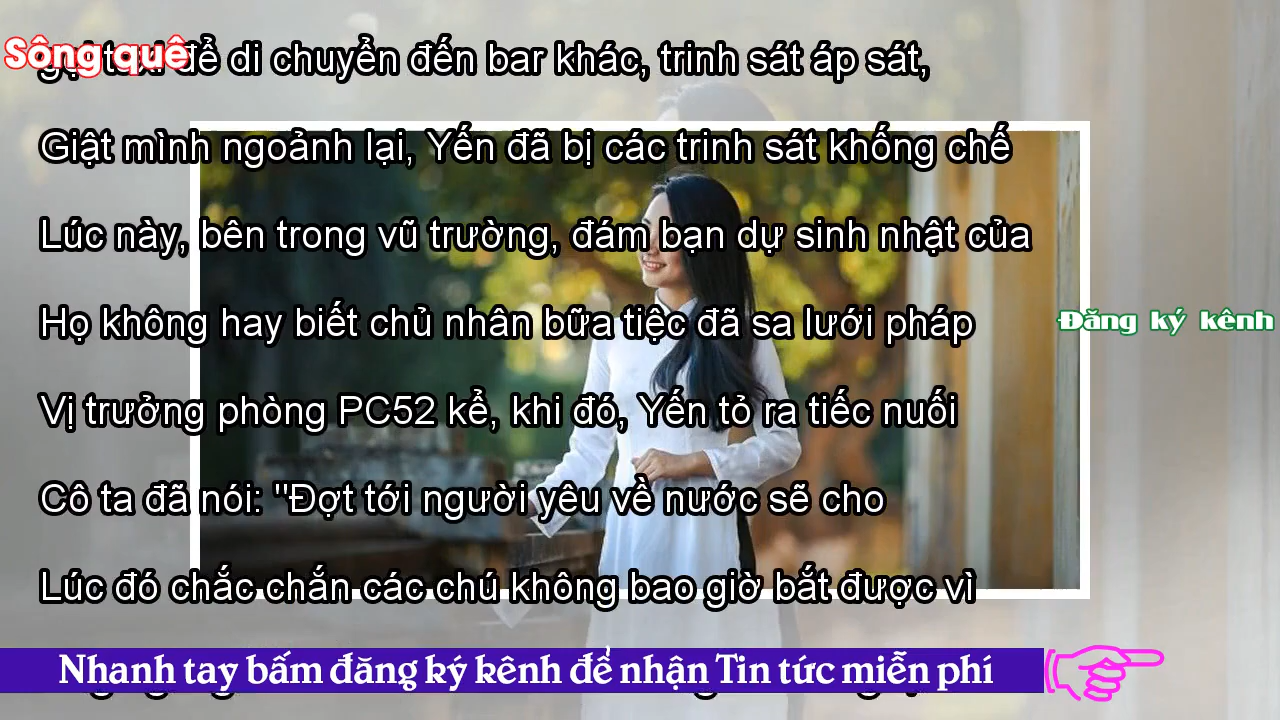 Sông quê
để di chuyển đến bar khác, trinh sát áp sát,
Giật mình ngoảnh lại, Yến đã bị các trinh sát khống chế
Lúc này, bên trong vũ trường, đám bạn dự sinh nhật của
Họ không hay biết chủ nhân bữa tiệc đã sa lưới pháp
Đăng ký kênh
Vị trưởng phòng PC52 kể, khi đó, Yến tỏ ra tiếc nuối
Cô ta đã nói: "Đợt tới người yêu về nước sẽ cho
Lúc đó chắc chắn các chú không bao giờ bắt được vì
Nhanh tay bấm đăng ký kênh để nhận Tin tức miễn phí